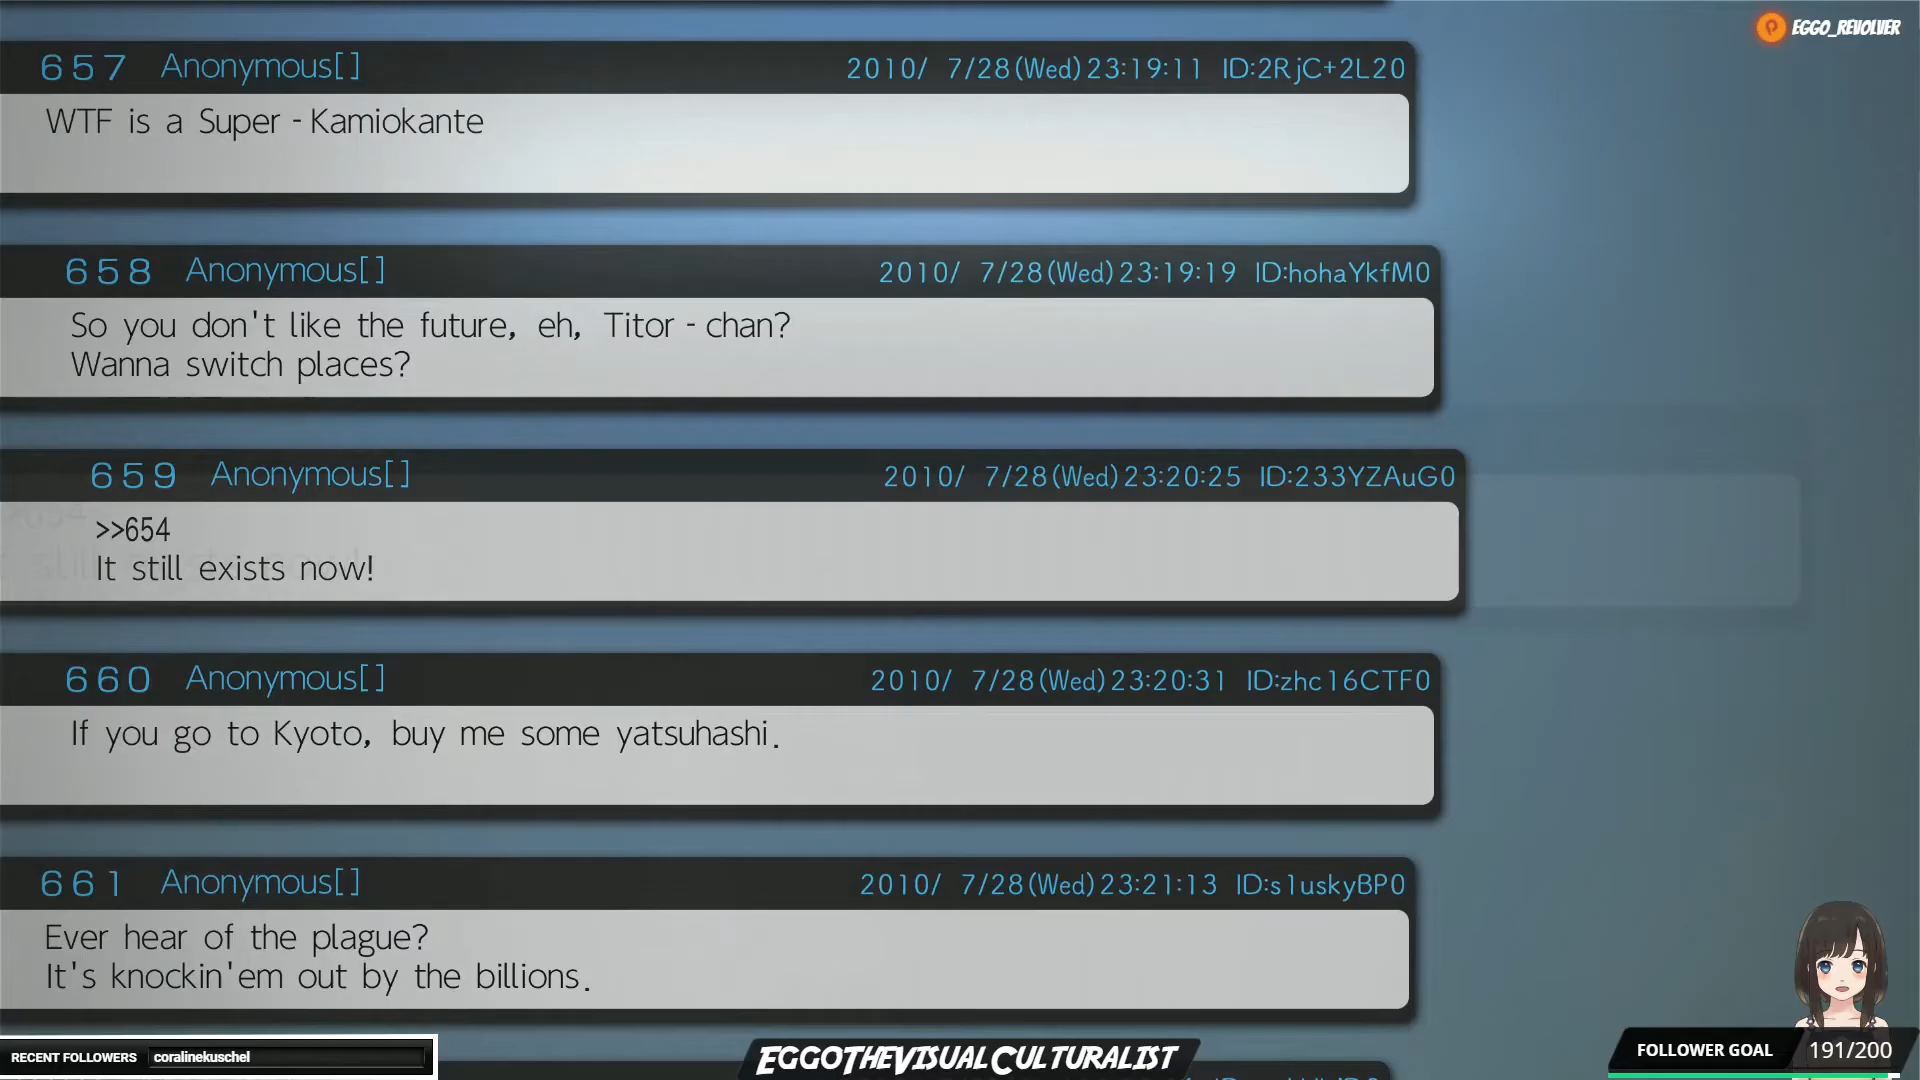 EGGO_REVOLVER
657 Anonymous[] 2010/ 7/28(Wed)23:19:11 ID:2RjC+2L20
WTF is a Super-Kamiokante
658 Anonymous[] 2010/ 7/28(Wed)23:19:19 ID:hohaYkfM0
So you don't like the future, eh, Titor-chan?
Wanna switch places?
659 Anonymous[] 2010/ 7/28(Wed)23:20:25 ID:233YZAuG0
>>654
It still exists now!
660 Anonymous[] 2010/ 7/28(Wed)23:20:31 ID:zhc16CTF0
If you go to Kyoto, buy me some yatsuhashi.
661 Anonymous[] 2010/ 7/28(Wed)23:21:13 ID:s1uskyBP0
Ever hear of the plague?
It's knockin'em out by the billions.
RECENT FOLLOWERS coralinekuschel
EGGOTHEVISUALCULTURALIST
FOLLOWER GOAL 191/200